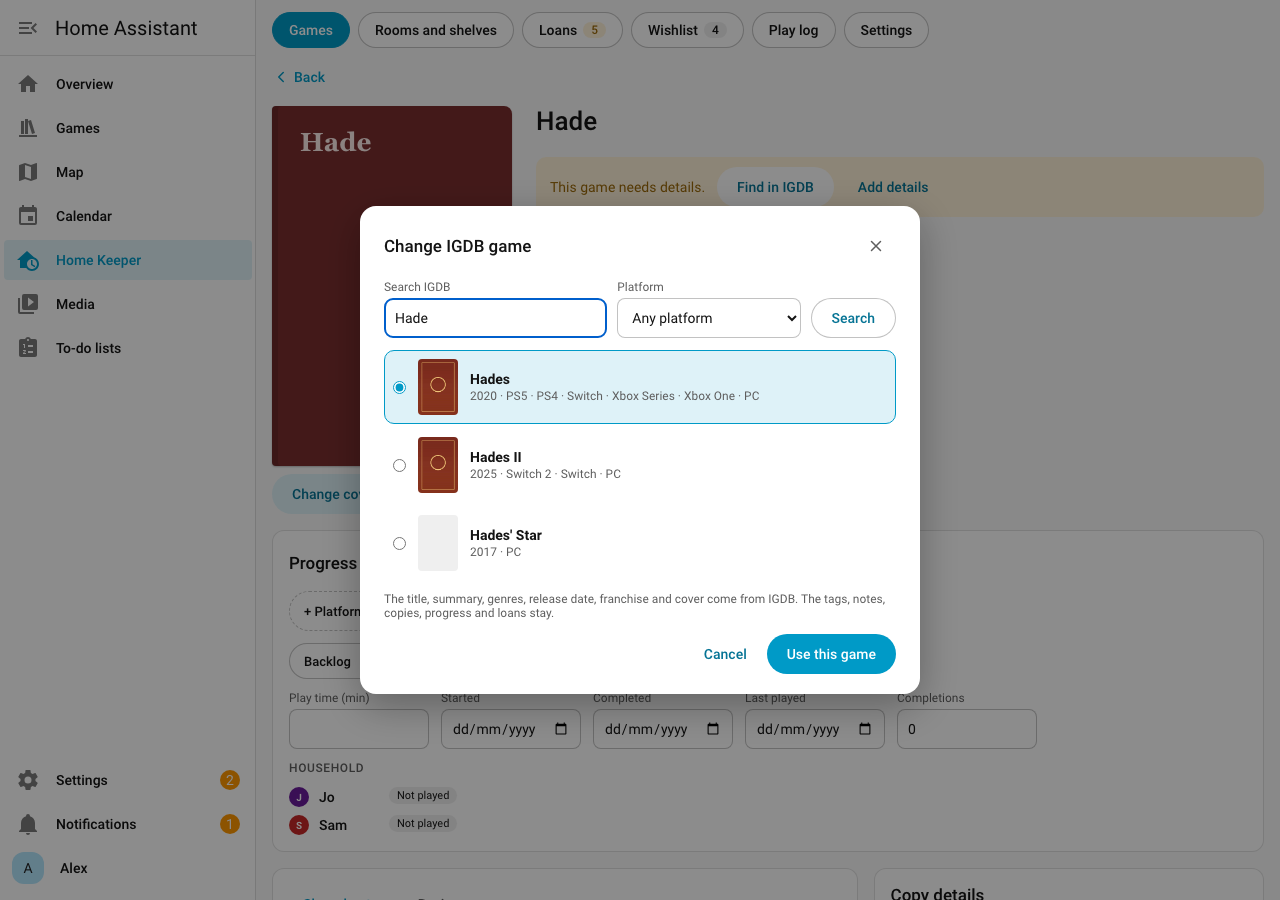 Home Assistant
Overview
Games
Map
Calendar
Home Keeper
Media
To-do lists
Settings 2
Notifications 1
A Alex
Games
Rooms and shelves
Loans 5
Wishlist 4
Play log
Settings
Back
Hade
Hade
This game needs details.
Find in IGDB
Add details
Change IGDB game
Search IGDB
Platform
Hade
Any platform
Search
Hades
2020 · PS5 · PS4 · Switch · Xbox Series · Xbox One · PC
Hades II
2025 · Switch 2 · Switch · PC
Hades' Star
2017 · PC
The title, summary, genres, release date, franchise and cover come from IGDB. The tags, notes,
copies, progress and loans stay.
Cancel
Use this game
Change
Progress
+ Platform
Backlog
Play time (min)
Started
Completed
Last played
Completions
dd/mm/yyyy
dd/mm/yyyy
dd/mm/yyyy
0
HOUSEHOLD
J Jo Not played
S Sam Not played
Copy details